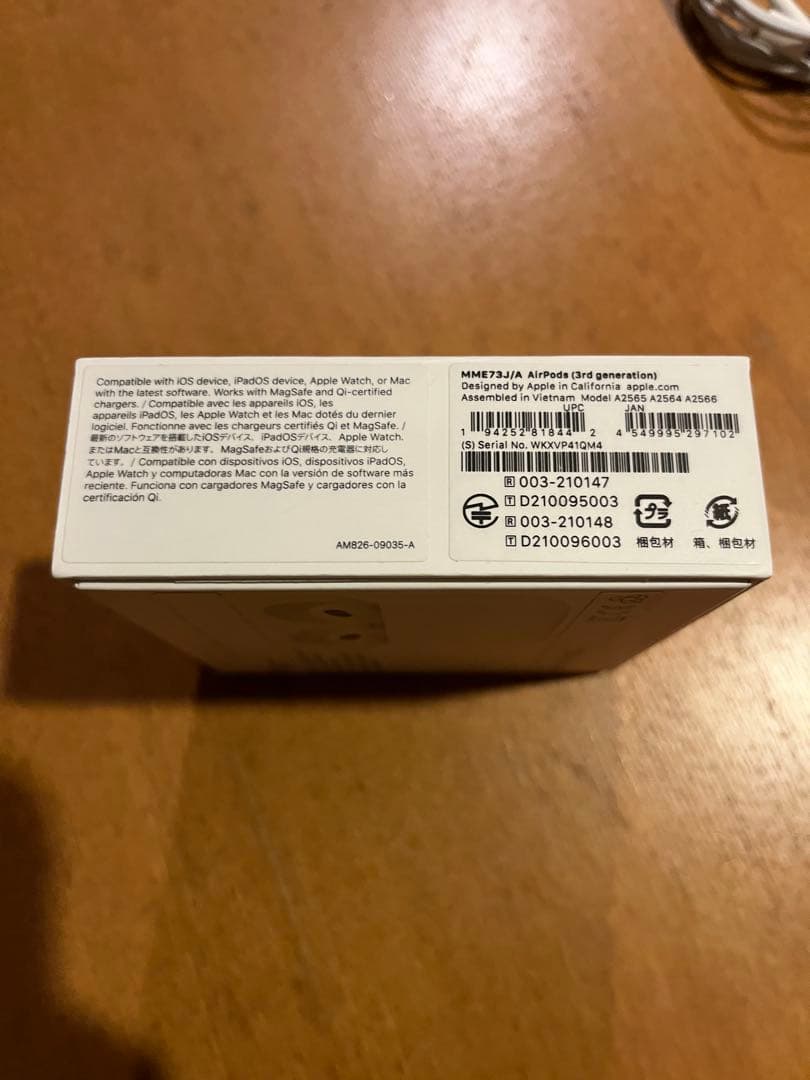 Compatible with iOS device, iPadOS device, Apple Watch, or Mac
with the latest software. Works with MagSafe and Qi-certified
chargers. / Compatible avec les appareils iOS, les
appareils iPadOS, les Apple Watch et les Mac dotés du dernier
logiciel. Fonctionne avec les chargeurs certifiés Qi et MagSafe. /
最新のソフトウェアを搭載したiOSデバイス、iPadOSデバイス、Apple Watch、
またはMacと互換性があります。MagSafeおよびQi規格の充電器に対応し
ています。/ Compatible con dispositivos iOS, dispositivos iPadOS,
Apple Watch y computadoras Mac con la versión de software más
reciente. Funciona con cargadores MagSafe y cargadores con la
certificación Qi.
AM826-09035-A
MME73J/A AirPods (3rd generation)
Designed by Apple in California apple.com
Assembled in Vietnam Model A2565 A2564 A2566
UPC JAN
1 94252 81844 2 4 549995 297102
(S) Serial No. WKXVP41QM4
R 003-210147
T D210095003
R 003-210148
T D210096003
プラ
梱包材
紙
箱、梱包材